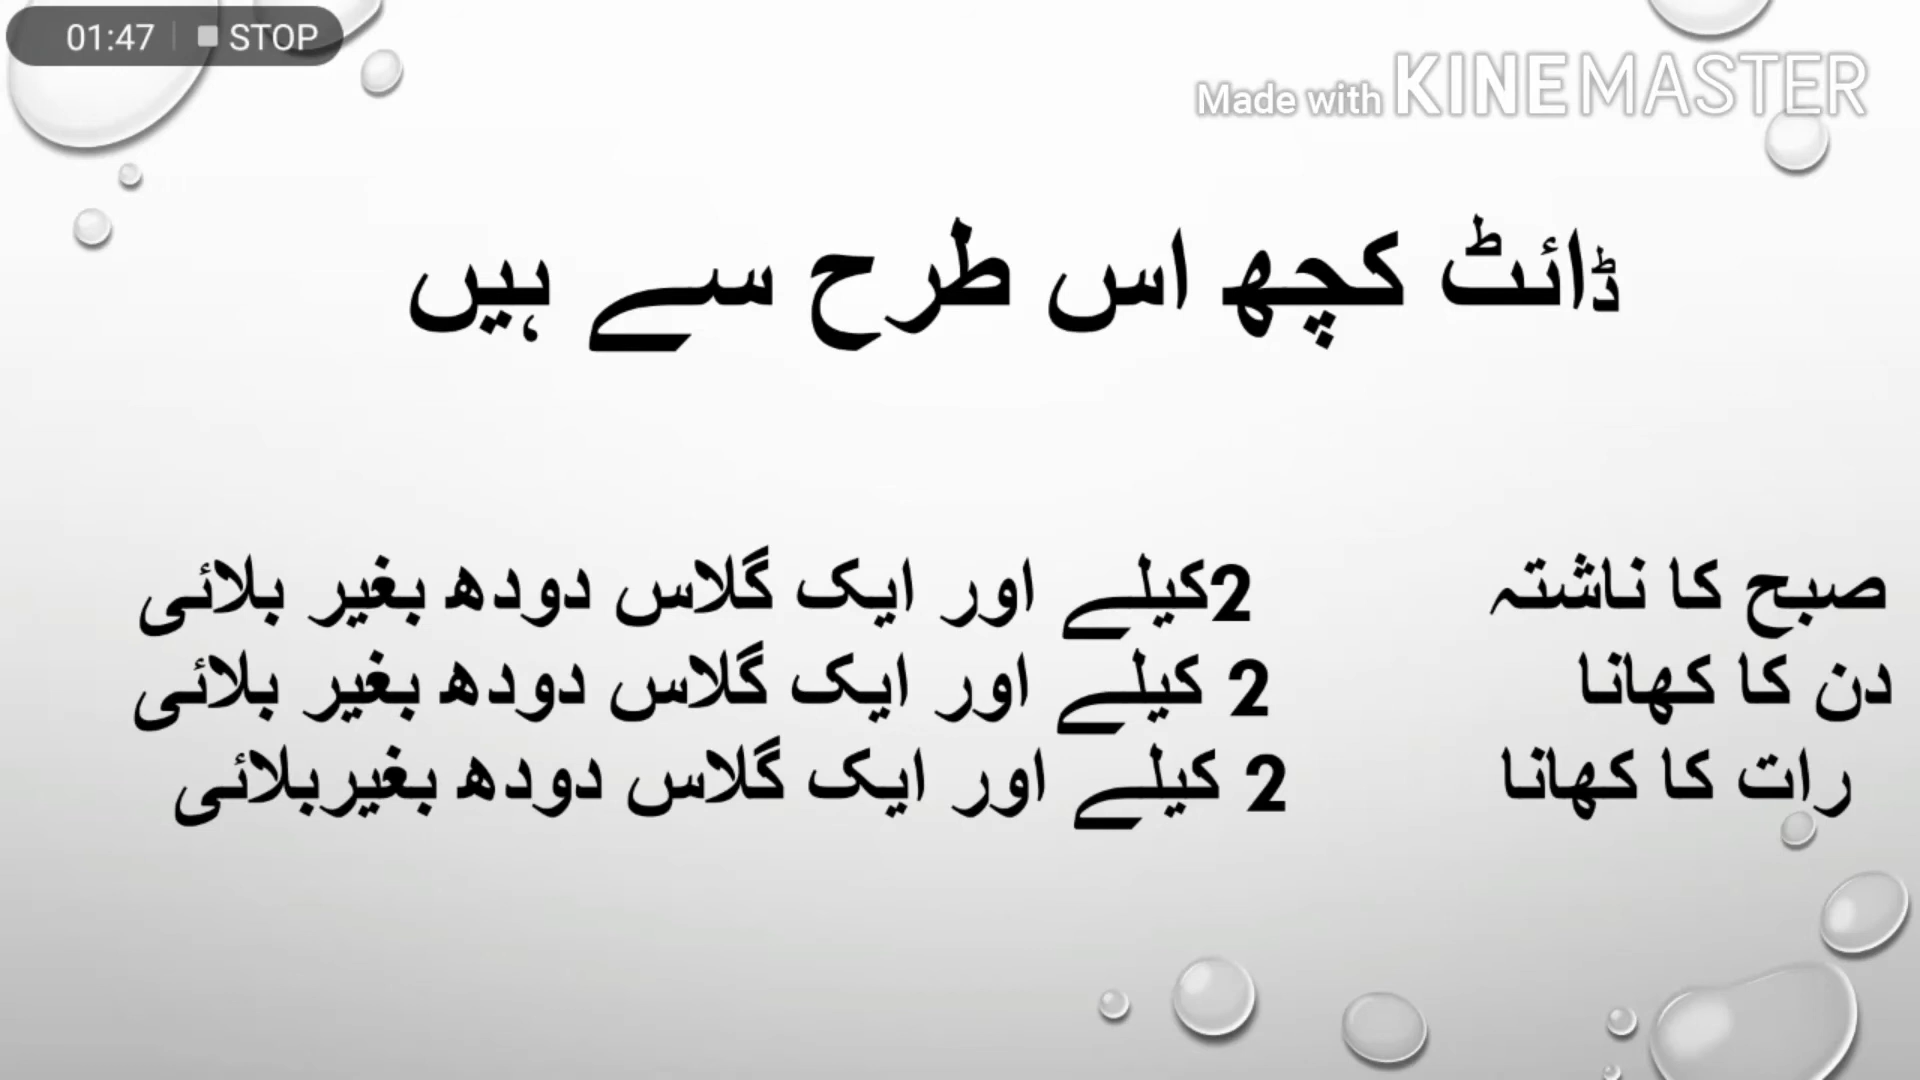 01:47 STOP
Made with KINEMASTER
ڈائٹ کچھ اس طرح سے ہیں
صبح کا ناشتہ 2کیلے اور ایک گلاس دودھ بغیر بلائی
دن کا کھانا 2 کیلے اور ایک گلاس دودھ بغیر بلائی
رات کا کھانا 2 کیلے اور ایک گلاس دودھ بغیربلائی